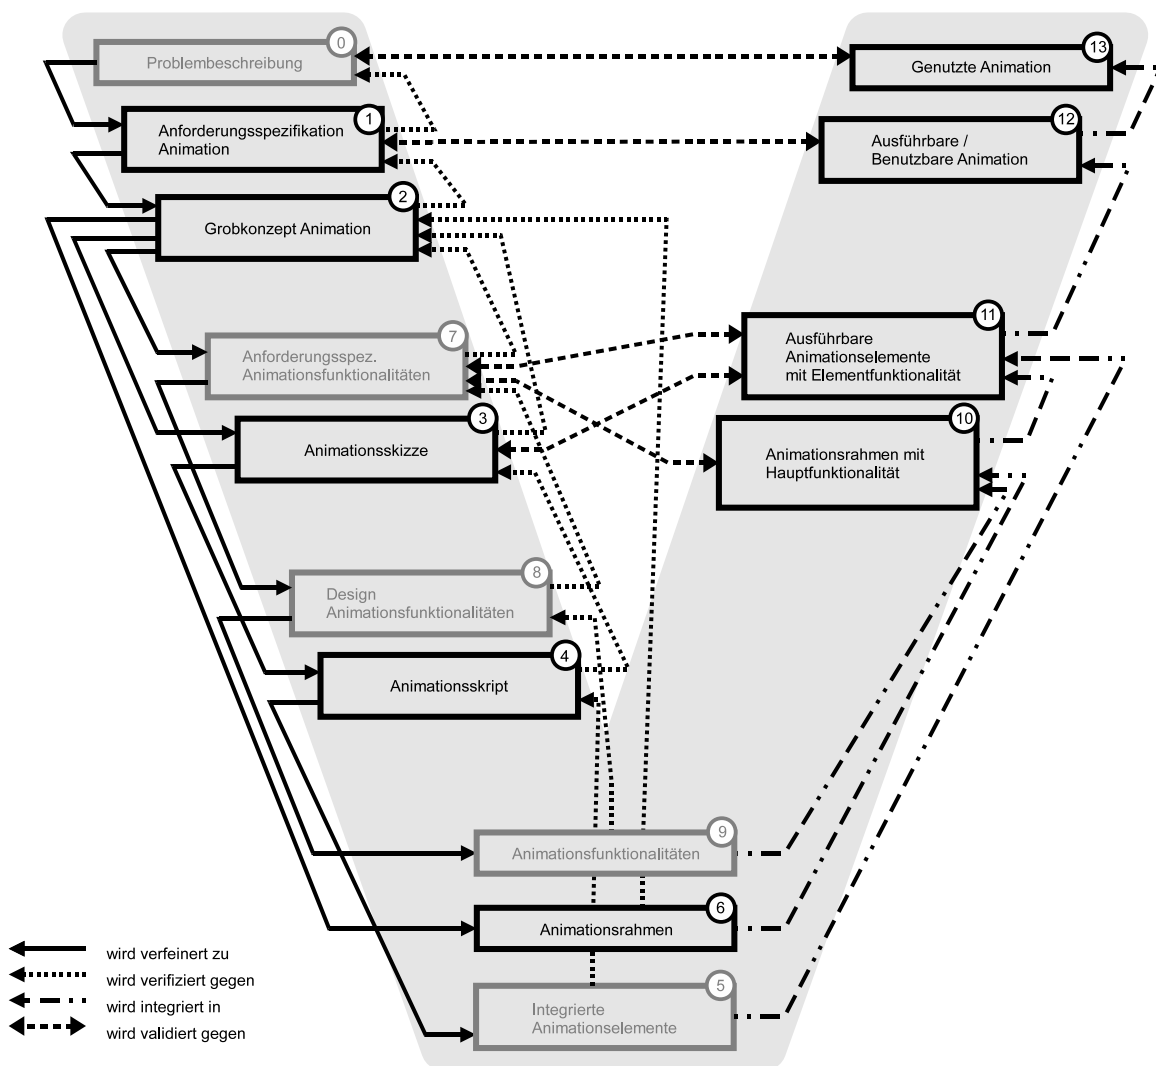 0
Problembeschreibung
13
Genutzte Animation
1
Anforderungsspezifikation
Animation
12
Ausführbare /
Benutzbare Animation
2
Grobkonzept Animation
7
Anforderungsspez.
Animationsfunktionalitäten
11
Ausführbare
Animationselemente
mit Elementfunktionalität
3
Animationsskizze
10
Animationsrahmen mit
Hauptfunktionalität
8
Design
Animationsfunktionalitäten
4
Animationsskript
9
Animationsfunktionalitäten
6
Animationsrahmen
5
Integrierte
Animationselemente
wird verfeinert zu
wird verifiziert gegen
wird integriert in
wird validiert gegen